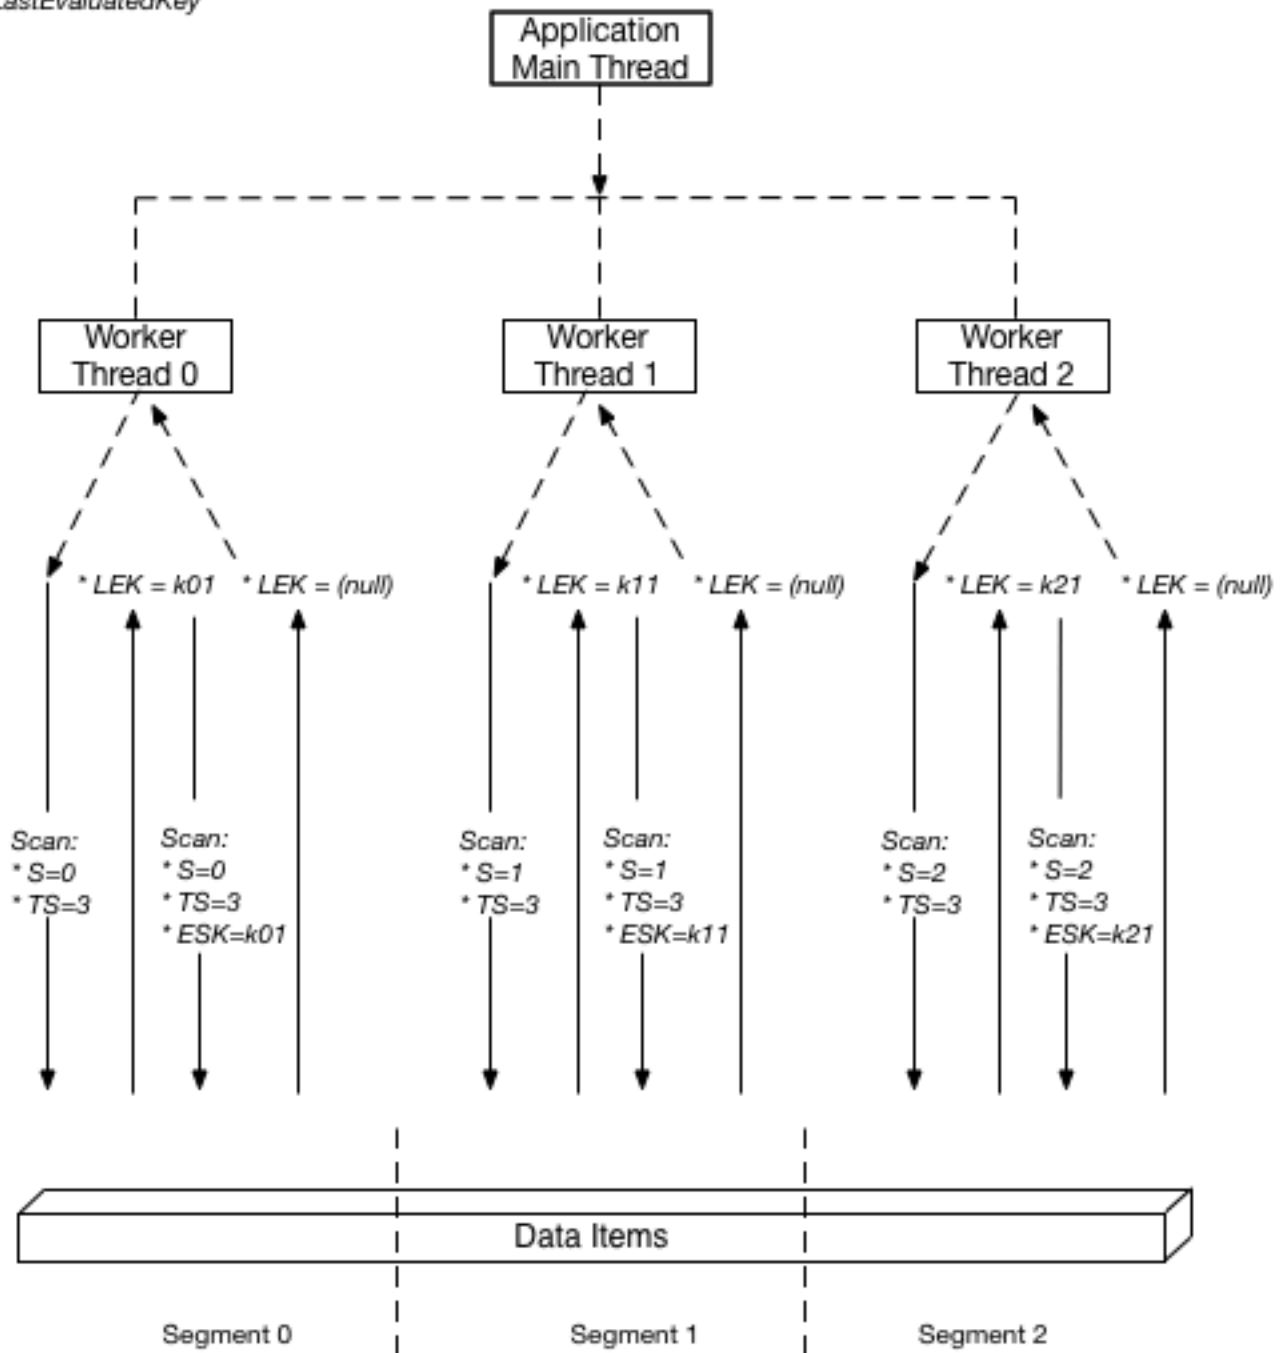 LastEvaluatedKey
Application
Main Thread
Worker
Thread 0
Worker
Thread 1
Worker
Thread 2
* LEK = k01
* LEK = (null)
* LEK = k11
* LEK = (null)
* LEK = k21
* LEK = (null)
Scan:
* S=0
* TS=3
Scan:
* S=0
* TS=3
* ESK=k01
Scan:
* S=1
* TS=3
Scan:
* S=1
* TS=3
* ESK=k11
Scan:
* S=2
* TS=3
Scan:
* S=2
* TS=3
* ESK=k21
Data Items
Segment 0
Segment 1
Segment 2